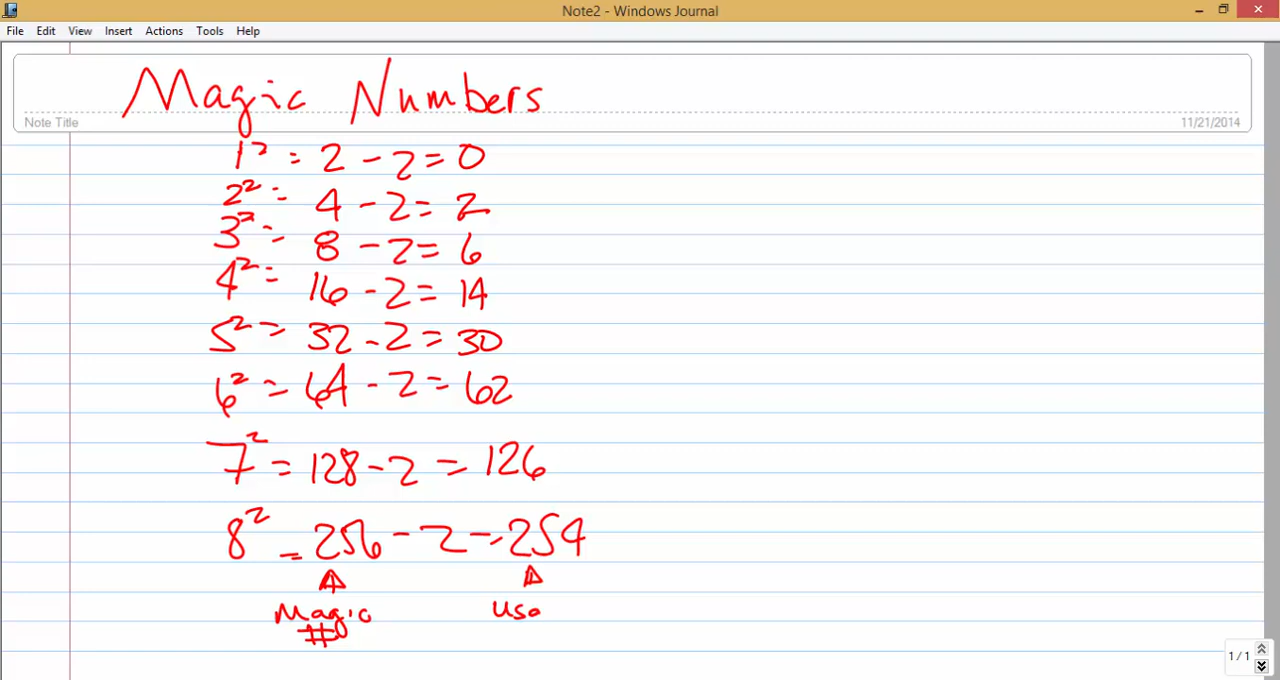 Note2 - Windows Journal
File Edit View Insert Actions Tools Help
Magic Numbers
Note Title 11/21/2014
1² = 2 - 2 = 0
2² = 4 - 2 = 2
3² = 8 - 2 = 6
4² = 16 - 2 = 14
5² = 32 - 2 = 30
6² = 64 - 2 = 62
7² = 128 - 2 = 126
8² = 256 - 2 = 254
Magic Usa
#
1 / 1